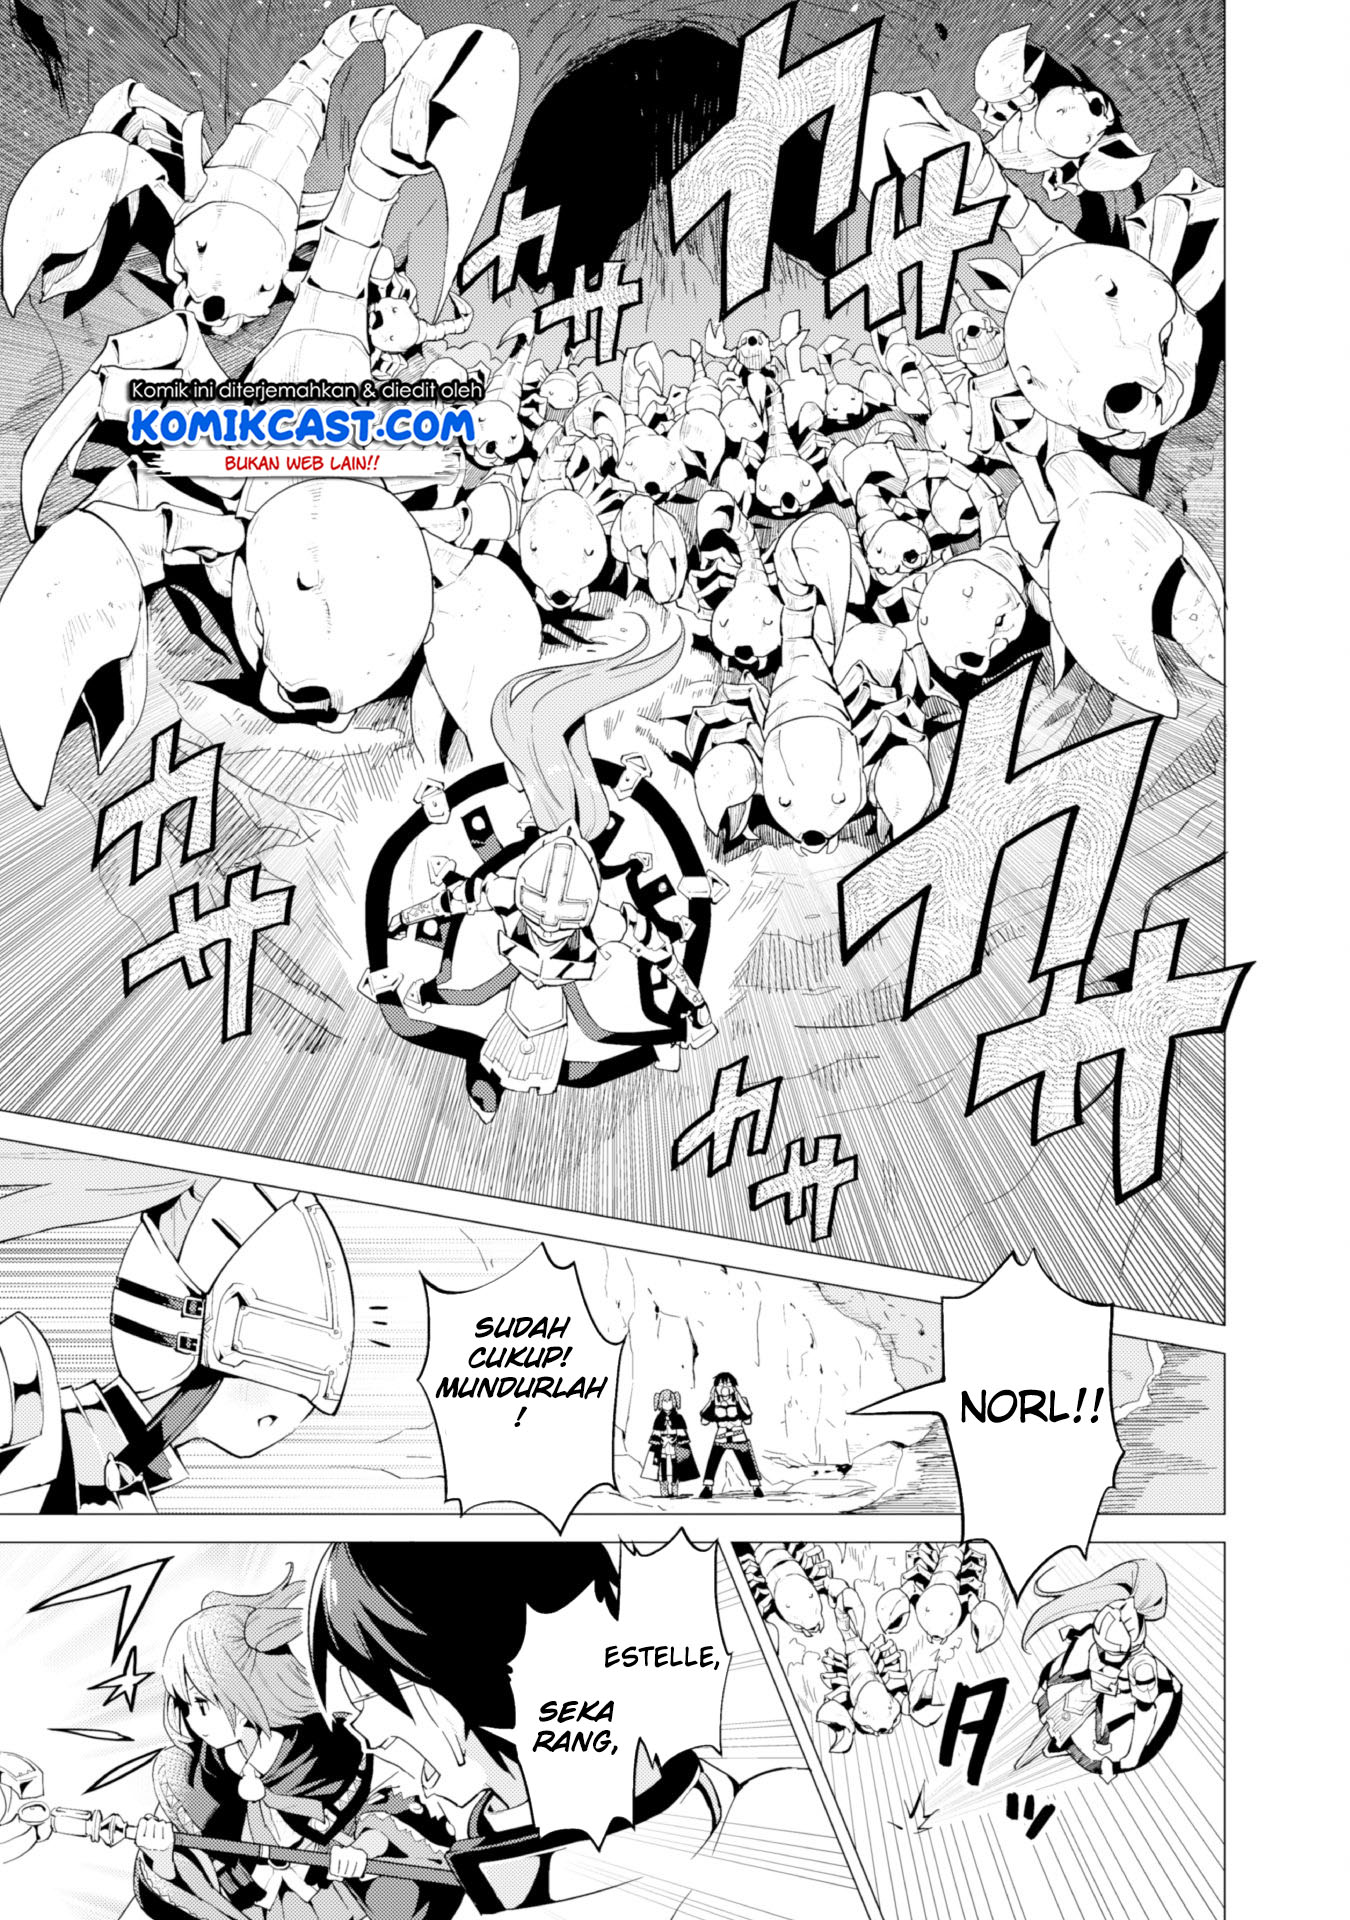 カサ
カサ
カサ
Komik ini diterjemahkan & diedit oleh
KOMIKCAST.COM
BUKAN WEB LAIN!!
カサ
カサ
カサ
NORL!!
SUDAH
CUKUP!
MUNDURLAH
!
ダッ
ESTELLE,
SEKA
RANG,